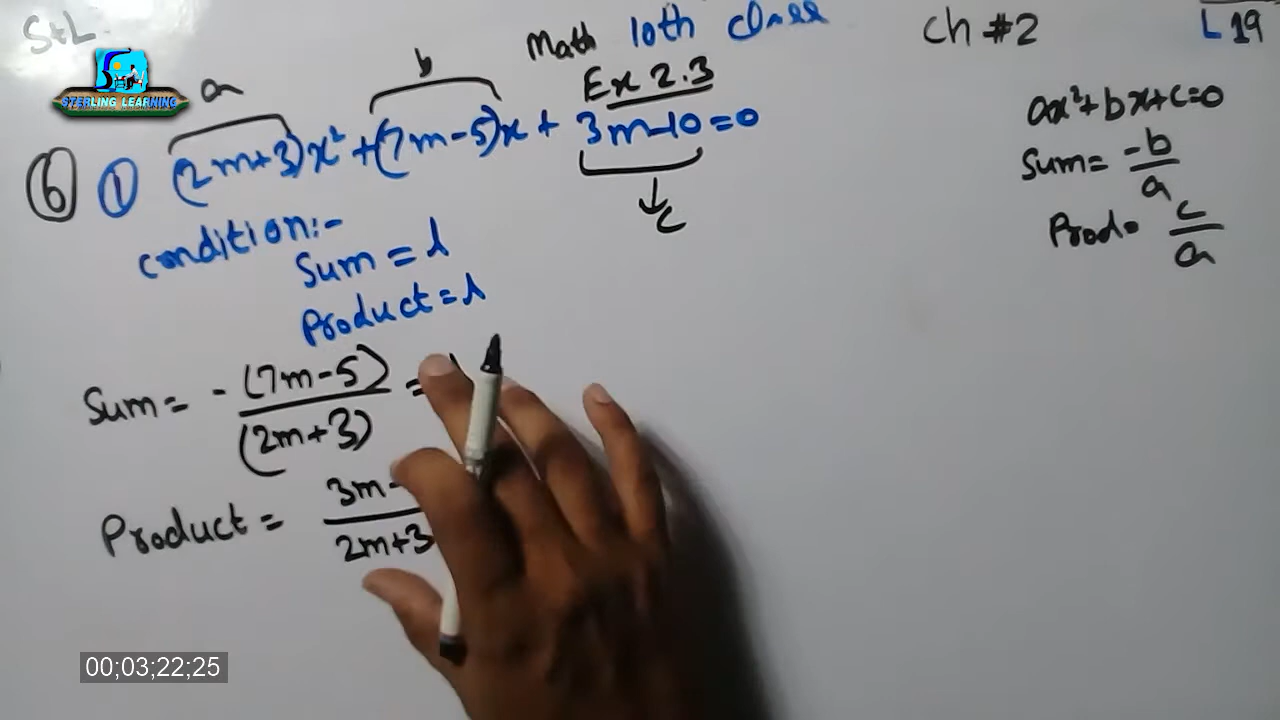 StL
Math 10th Class
Ch #2
L 19
STERLING LEARNING
Ex 2.3
a
b
⑥ ① (2m+3)x² + (7m-5)x + 3m-10 = 0
c
ax²+bx+c=0
Sum = -b/a
Prod = c/a
condition:-
Sum = λ
Product = λ
Sum = - (7m-5)/(2m+3) =
Product = 3m-/2m+3
00;03;22;25